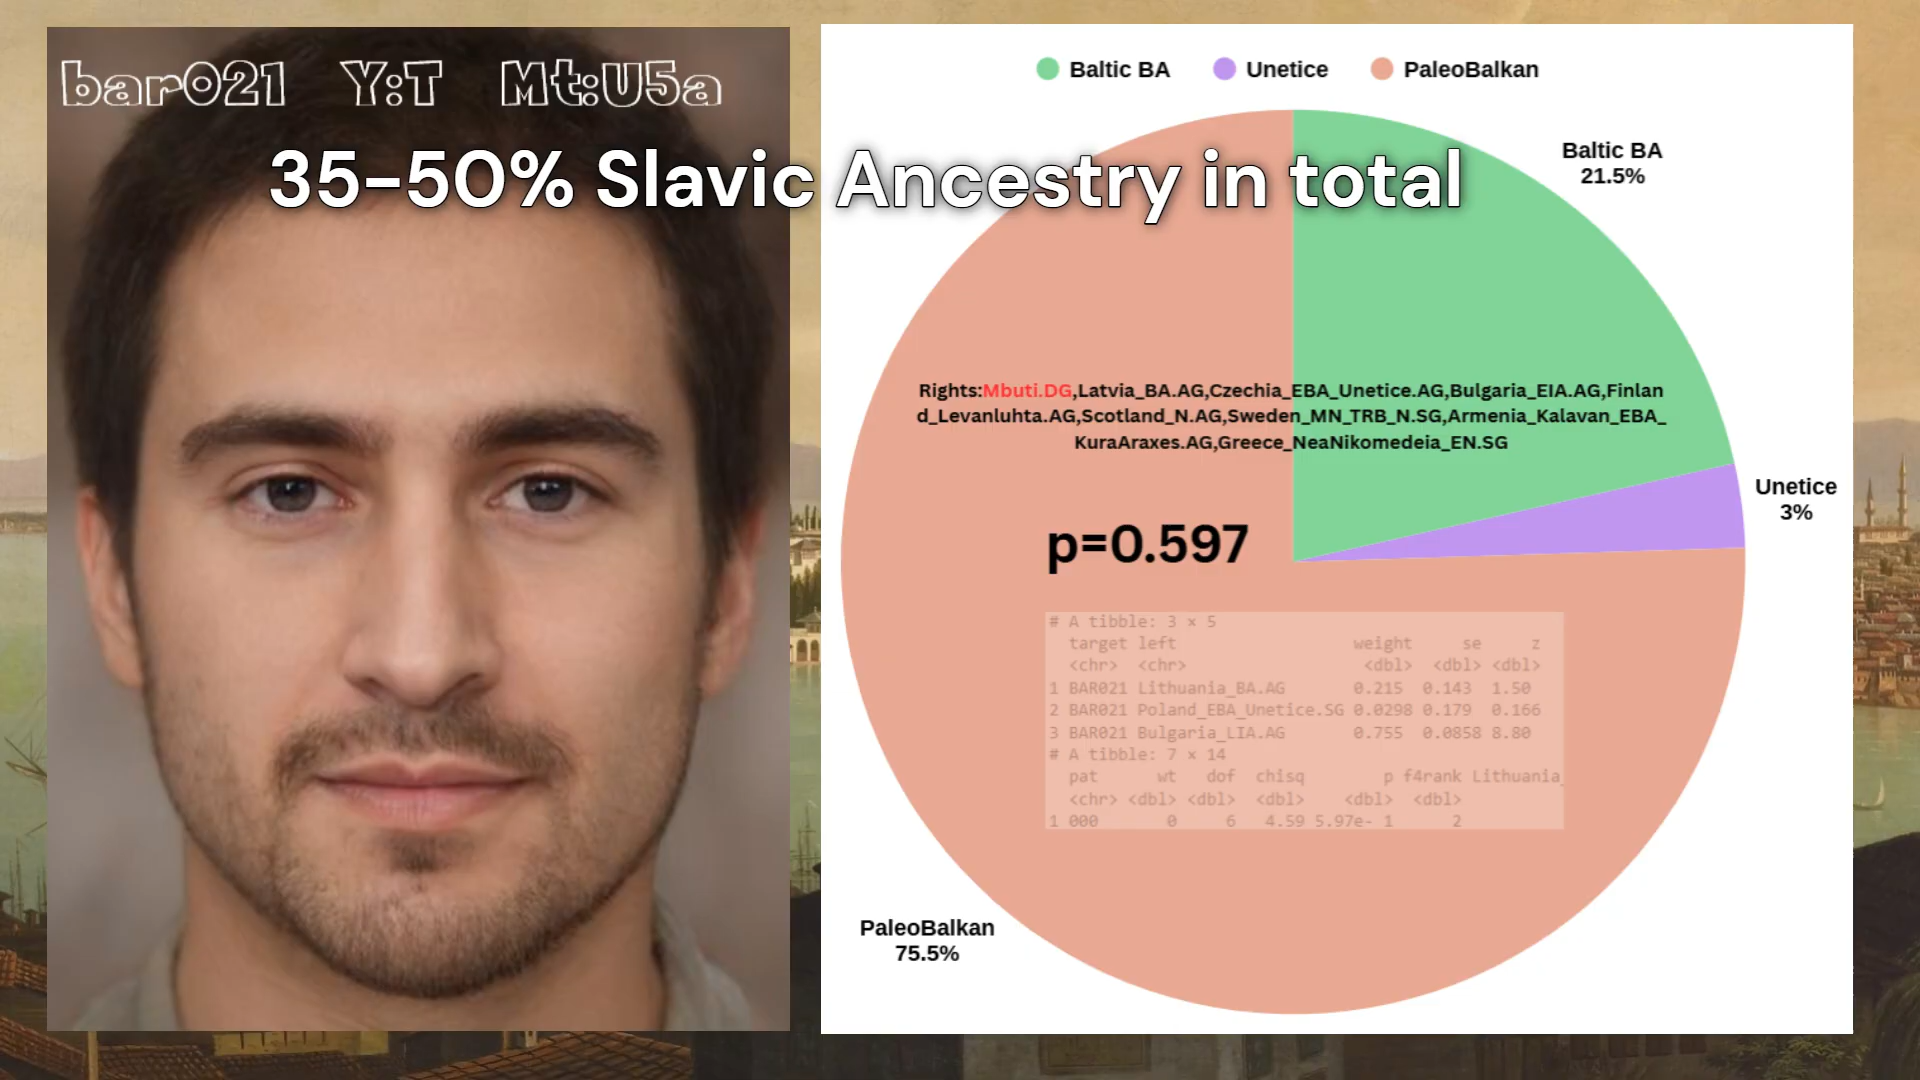 bar021 Y:T Mt:U5a
35-50% Slavic Ancestry in total
Baltic BA
Unetice
PaleoBalkan
Baltic BA
21.5%
Rights:Mbuti.DG,Latvia_BA.AG,Czechia_EBA_Unetice.AG,Bulgaria_EIA.AG,Finlan
d_Levanluhta.AG,Scotland_N.AG,Sweden_MN_TRB_N.SG,Armenia_Kalavan_EBA_
KuraAraxes.AG,Greece_NeaNikomedeia_EN.SG
Unetice
3%
p=0.597
# A tibble: 3 × 5
target left weight se z
<chr> <chr> <dbl> <dbl> <dbl>
1 BAR021 Lithuania_BA.AG 0.215 0.143 1.50
2 BAR021 Poland_EBA_Unetice.SG 0.0298 0.179 0.166
3 BAR021 Bulgaria_LIA.AG 0.755 0.0858 8.80
# A tibble: 7 × 14
pat wt dof chisq p f4rank Lithuania_
<chr> <dbl> <dbl> <dbl> <dbl> <dbl>
1 000 0 6 4.59 5.97e- 1 2
PaleoBalkan
75.5%